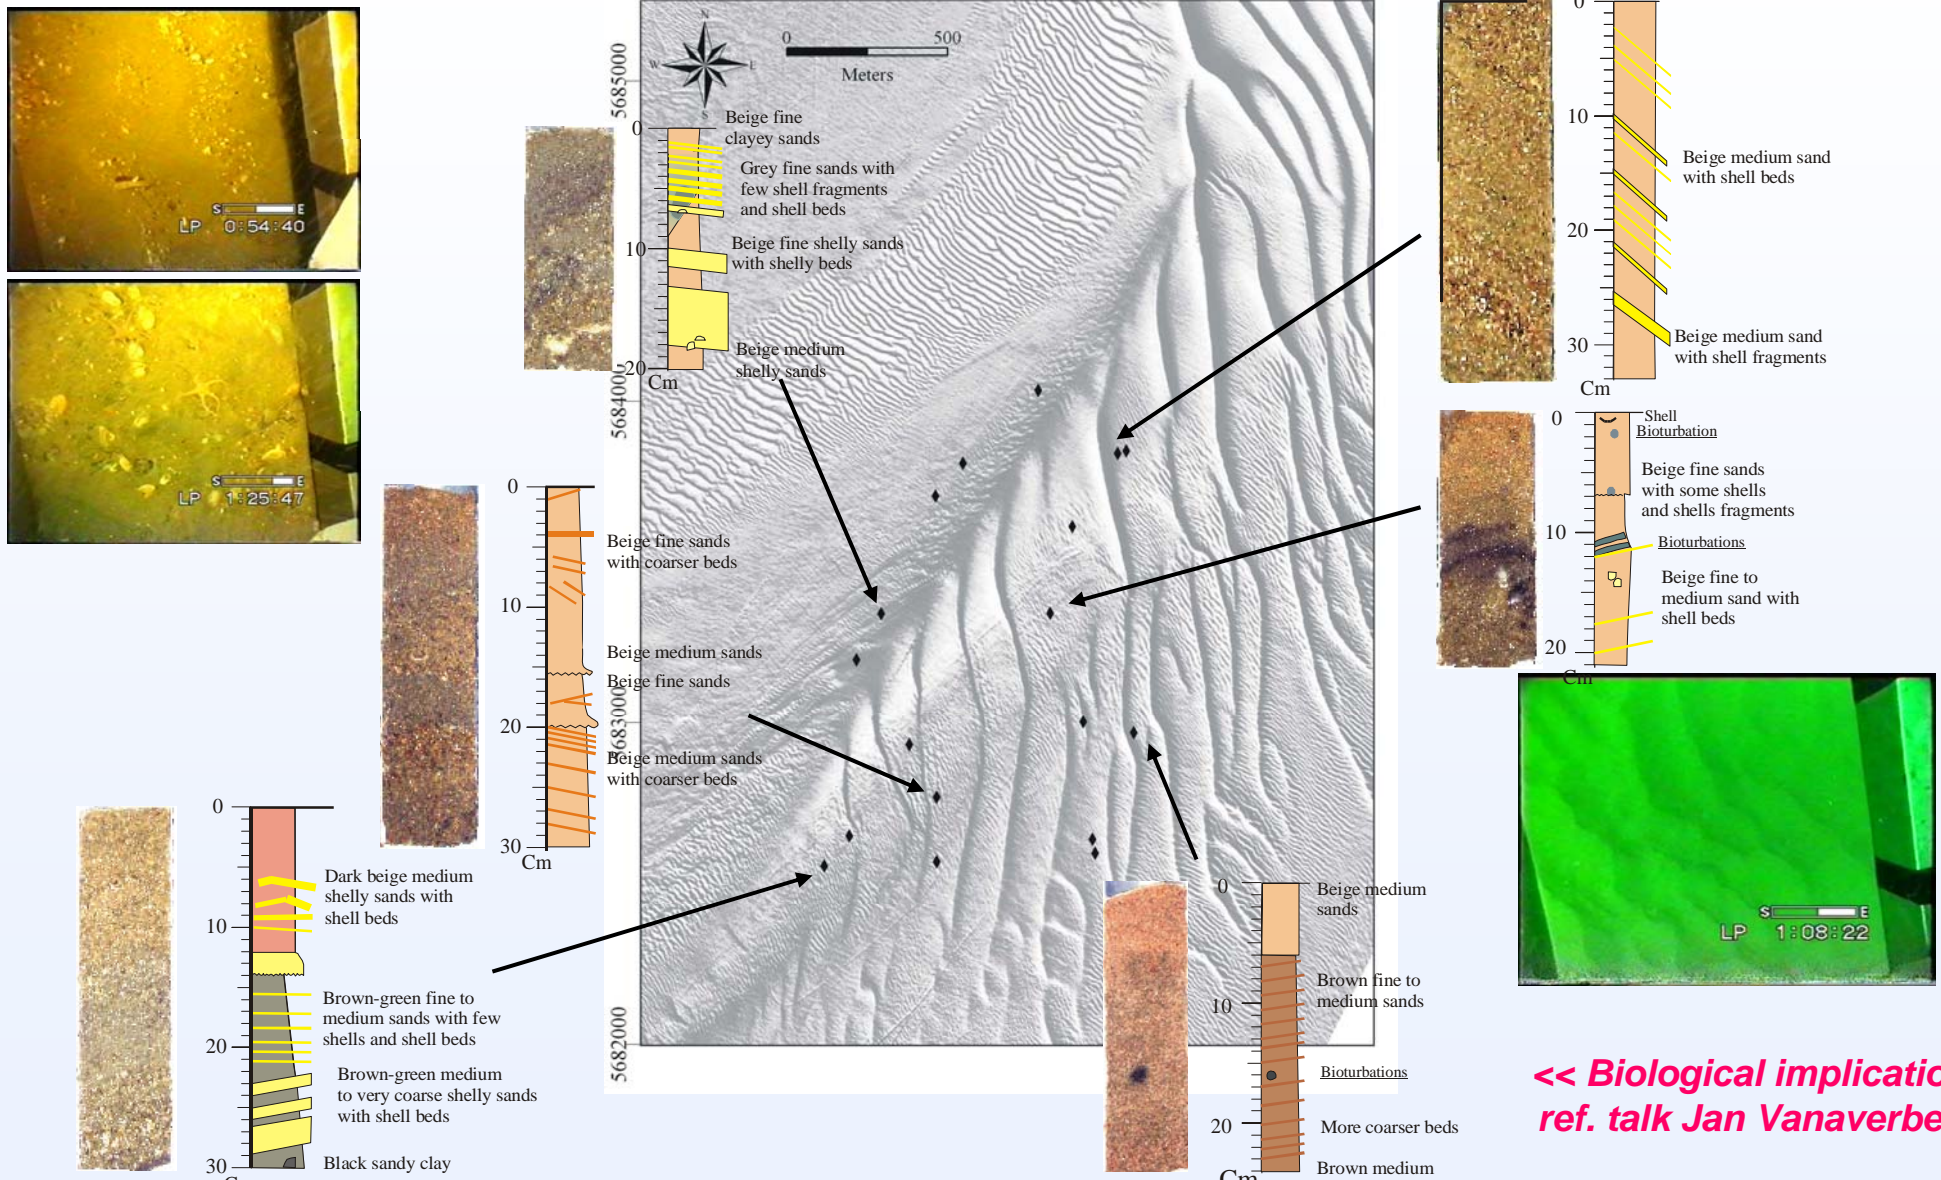 S E
LP 0:54:40
S E
LP 1:25:47
N
W E
S
0 500
Meters
5685000
5684000
5683000
5682000
0
10
20
Cm
Beige fine
clayey sands
Grey fine sands with
few shell fragments
and shell beds
Beige fine shelly sands
with shelly beds
Beige medium
shelly sands
0
10
20
30
Cm
Beige medium sand
with shell beds
Beige medium sand
with shell fragments
0
10
20
Cm
Shell
Bioturbation
Beige fine sands
with some shells
and shells fragments
Bioturbations
Beige fine to
medium sand with
shell beds
0
10
20
30
Cm
Beige fine sands
with coarser beds
Beige medium sands
Beige fine sands
Beige medium sands
with coarser beds
0
10
20
30
Dark beige medium
shelly sands with
shell beds
Brown-green fine to
medium sands with few
shells and shell beds
Brown-green medium
to very coarse shelly sands
with shell beds
Black sandy clay
0
10
20
Cm
Beige medium
sands
Brown fine to
medium sands
Bioturbations
More coarser beds
Brown medium
S E
LP 1:08:22
<< Biological implicatio
ref. talk Jan Vanaverbe